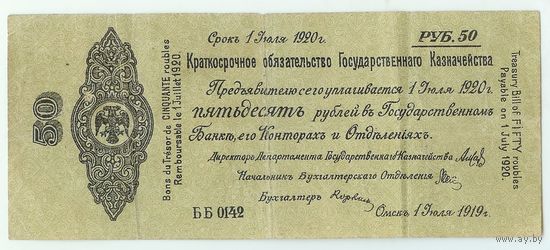 Срокъ 1 Іюля 1920 г.
РУБ. 50
Краткосрочное обязательство Государственнаго Казначейства
Предъявителю сего уплачивается 1 Іюля 1920 г.
пятьдесятъ рублей въ Государственномъ
Банкѣ, его Конторахъ и Отдѣленіяхъ.
Директоръ Департамента Государственнаго Казначейства
Начальникъ Бухгалтерскаго Отдѣленія
Бухгалтеръ
ББ 0142
Омскъ 1 Іюля 1919 г.
50
Bons du Trésor de CINQUANTE roubles
Remboursable le 1 Juillet 1920.
Treasury Bill of FIFTY roubles
Payable on 1 July 1920.
www.ay.by